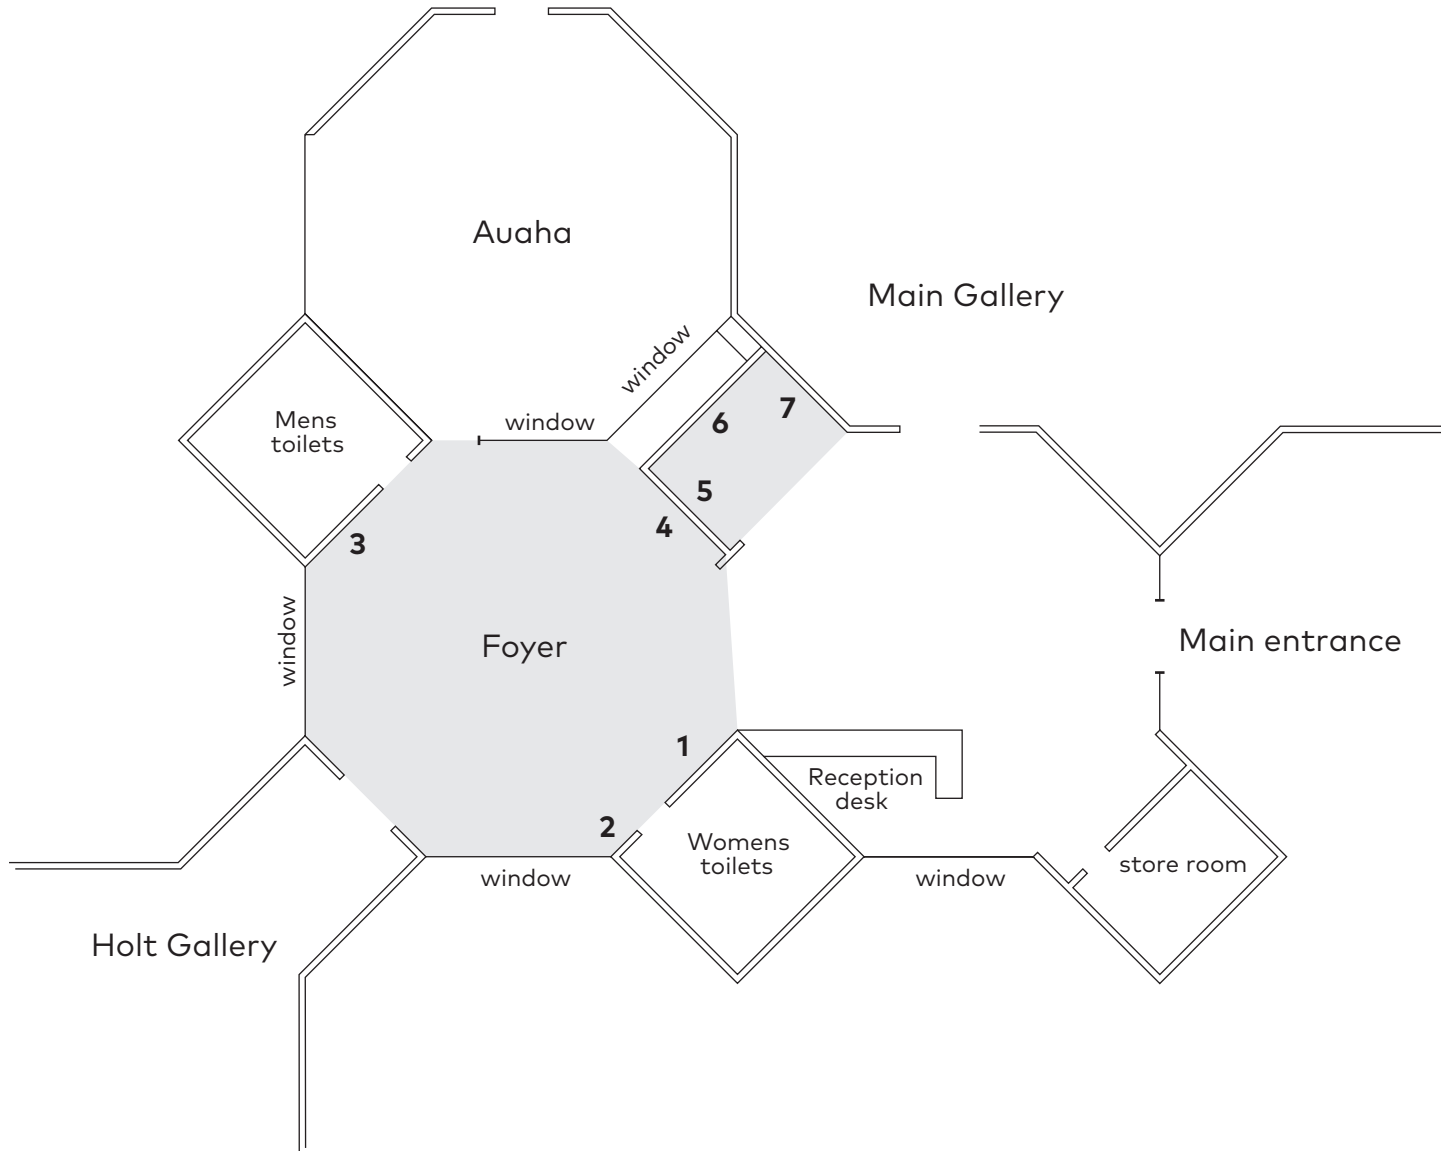 Auaha
Main Gallery
window
Mens
toilets
window
6
7
5
4
3
window
Foyer
Main entrance
1
Reception
desk
2
Womens
toilets
window
window
store room
Holt Gallery